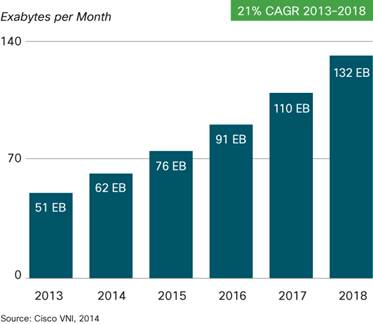 Exabytes per Month
21% CAGR 2013–2018
140
132 EB
110 EB
91 EB
76 EB
70
62 EB
51 EB
0
2013 2014 2015 2016 2017 2018
Source: Cisco VNI, 2014